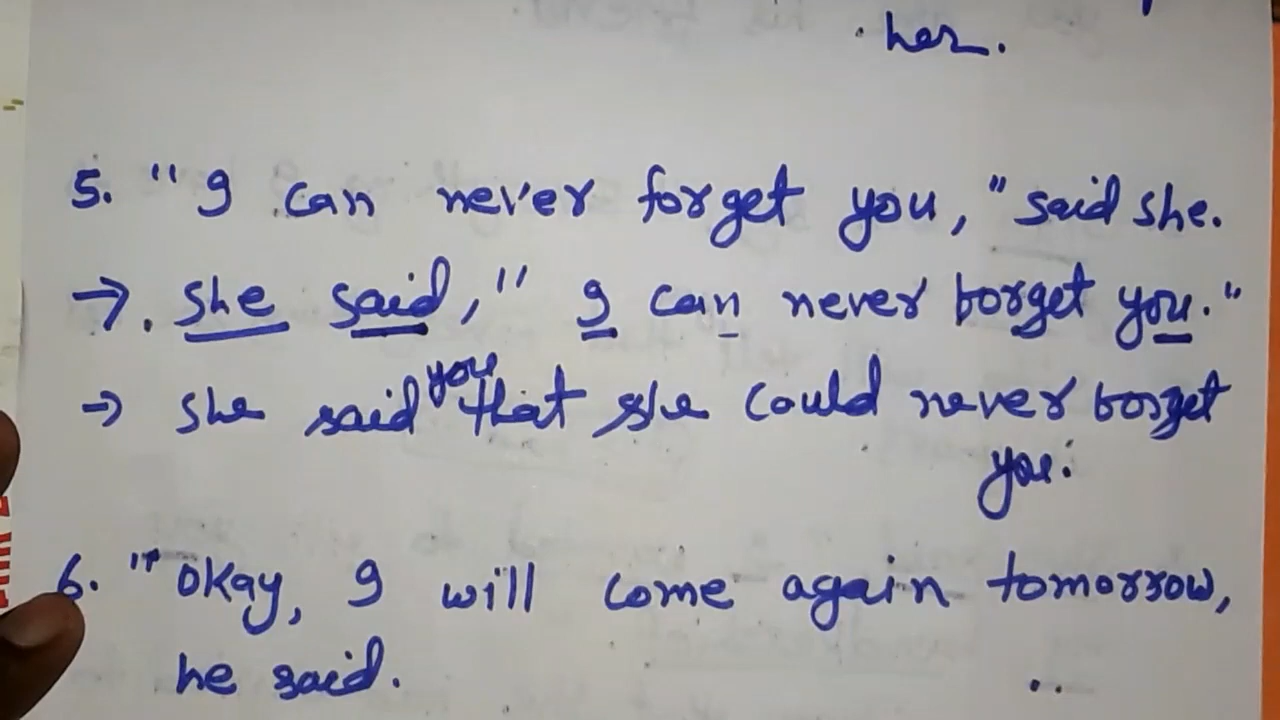 her.
5. "I can never forget you," said she.
→. She said, "I can never forget you."
you
→ She said that she could never forget
you.
6. "Okay, I will come again tomorrow,
he said.